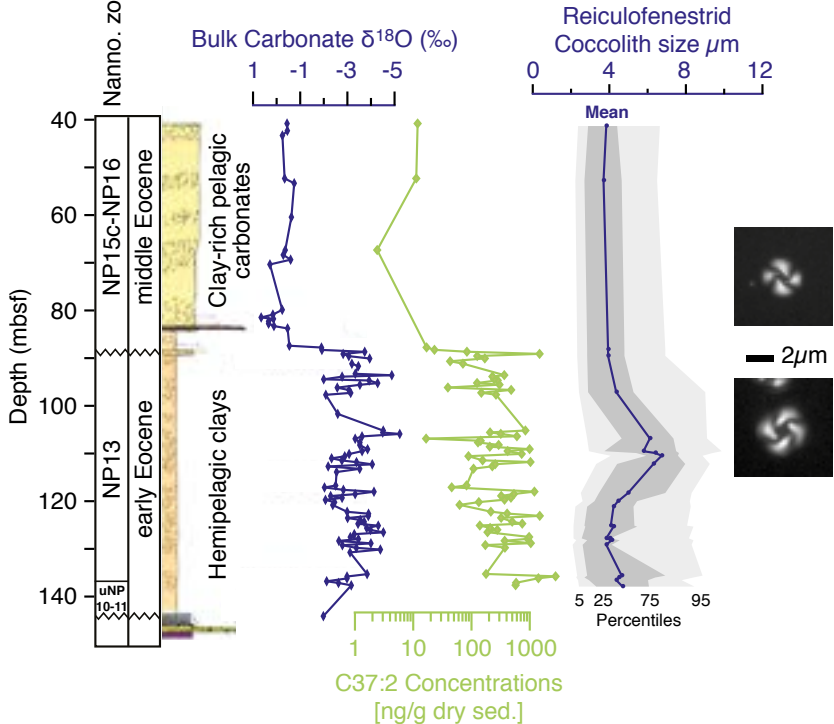 Nanno. zo
Bulk Carbonate δ18O (‰)
1 -1 -3 -5
Reiculofenestrid
Coccolith size µm
0 4 8 12
Mean
40
60
80
100
120
140
Depth (mbsf)
NP15c-NP16
middle Eocene
Clay-rich pelagic
carbonates
NP13
early Eocene
Hemipelagic clays
uNP
10-11
2µm
5 25 75 95
Percentiles
1 10 100 1000
C37:2 Concentrations
[ng/g dry sed.]